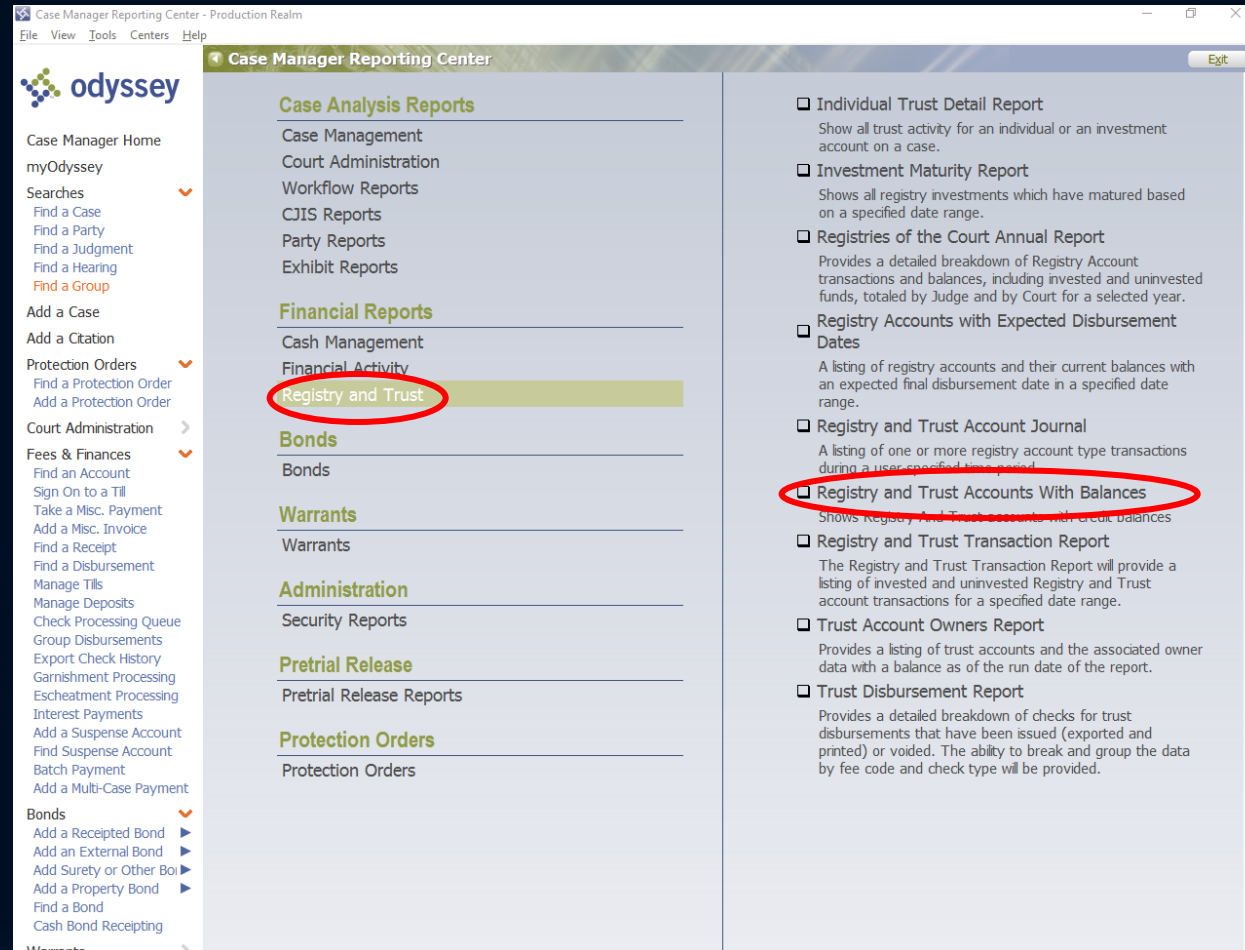 Case Manager Reporting Center - Production Realm
File View Tools Centers Help
Case Manager Reporting Center
Exit
odyssey
Case Manager Home
myOdyssey
Searches
Find a Case
Find a Party
Find a Judgment
Find a Hearing
Find a Group
Add a Case
Add a Citation
Protection Orders
Find a Protection Order
Add a Protection Order
Court Administration
Fees & Finances
Find an Account
Sign On to a Till
Take a Misc. Payment
Add a Misc. Invoice
Find a Receipt
Find a Disbursement
Manage Tills
Manage Deposits
Check Processing Queue
Group Disbursements
Export Check History
Garnishment Processing
Escheatment Processing
Interest Payments
Add a Suspense Account
Find Suspense Account
Batch Payment
Add a Multi-Case Payment
Bonds
Add a Receipted Bond
Add an External Bond
Add Surety or Other Bo
Add a Property Bond
Find a Bond
Cash Bond Receipting
Warrants
Case Analysis Reports
Case Management
Court Administration
Workflow Reports
CJIS Reports
Party Reports
Exhibit Reports
Financial Reports
Cash Management
Financial Activity
Registry and Trust
Bonds
Bonds
Warrants
Warrants
Administration
Security Reports
Pretrial Release
Pretrial Release Reports
Protection Orders
Protection Orders
Individual Trust Detail Report
Show all trust activity for an individual or an investment
account on a case.
Investment Maturity Report
Shows all registry investments which have matured based
on a specified date range.
Registries of the Court Annual Report
Provides a detailed breakdown of Registry Account
transactions and balances, including invested and uninvested
funds, totaled by Judge and by Court for a selected year.
Registry Accounts with Expected Disbursement
Dates
A listing of registry accounts and their current balances with
an expected final disbursement date in a specified date
range.
Registry and Trust Account Journal
A listing of one or more registry account type transactions
during a user-specified time period.
Registry and Trust Accounts With Balances
Shows Registry And Trust accounts with credit balances
Registry and Trust Transaction Report
The Registry and Trust Transaction Report will provide a
listing of invested and uninvested Registry and Trust
account transactions for a specified date range.
Trust Account Owners Report
Provides a listing of trust accounts and the associated owner
data with a balance as of the run date of the report.
Trust Disbursement Report
Provides a detailed breakdown of checks for trust
disbursements that have been issued (exported and
printed) or voided. The ability to break and group the data
by fee code and check type will be provided.